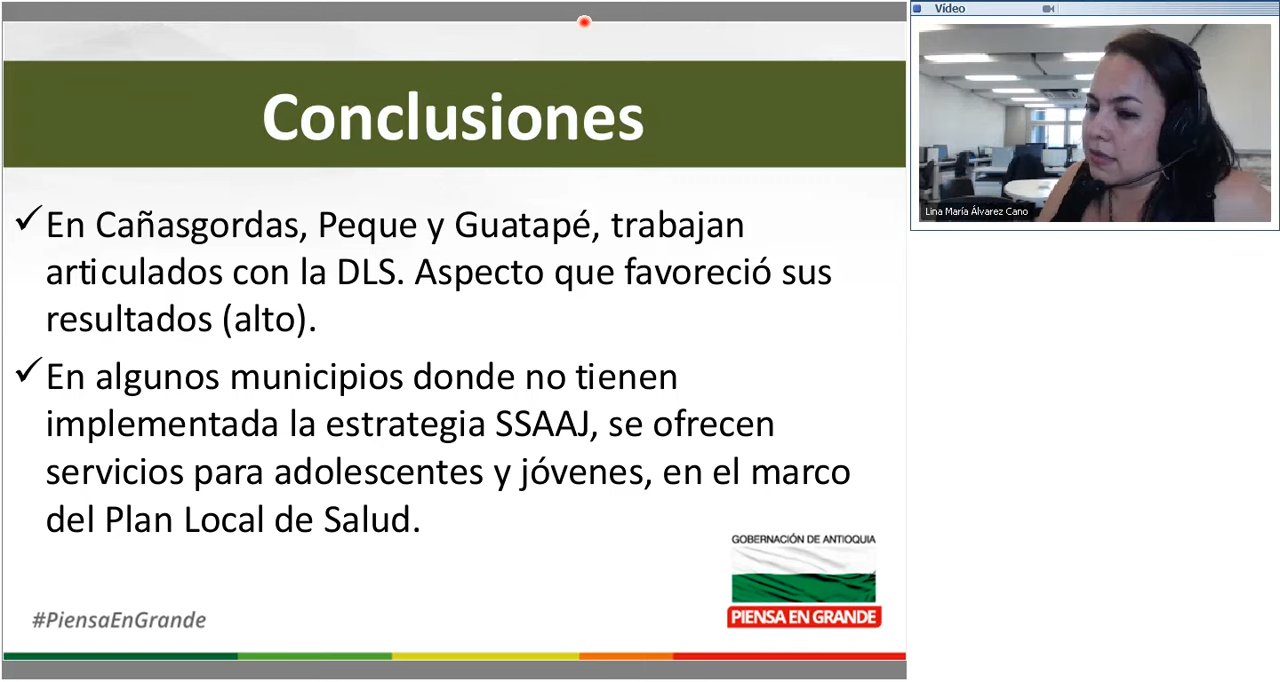 Conclusiones
✓En Cañasgordas, Peque y Guatapé, trabajan
articulados con la DLS. Aspecto que favoreció sus
resultados (alto).
✓En algunos municipios donde no tienen
implementada la estrategia SSAAJ, se ofrecen
servicios para adolescentes y jóvenes, en el marco
del Plan Local de Salud.
GOBERNACIÓN DE ANTIOQUIA
PIENSA EN GRANDE
#PiensaEnGrande
Vídeo
Lina María Álvarez Cano